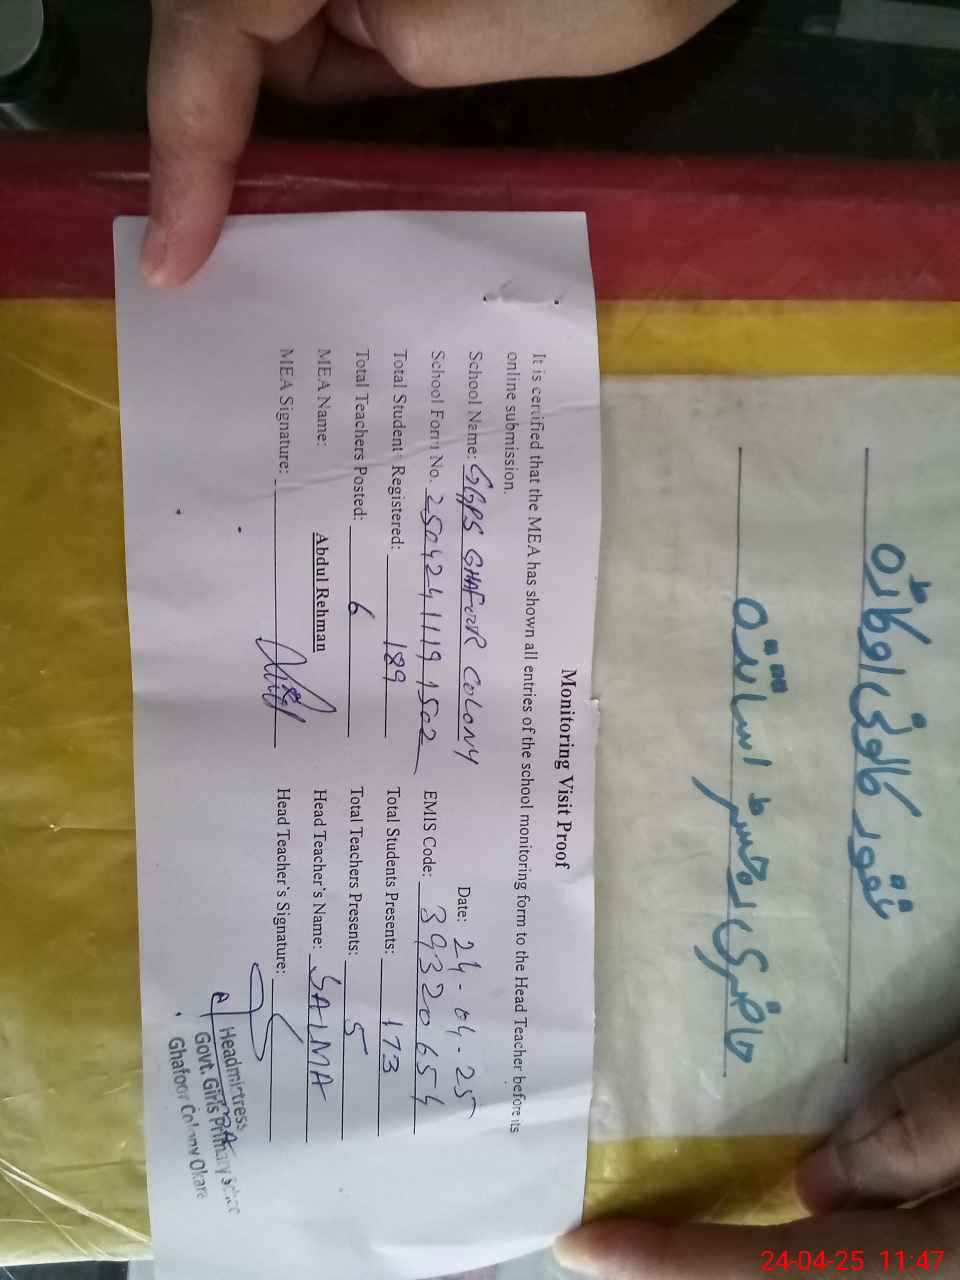 غفور کالونی اوکاڑہ
حاضری رجسٹر اساتذہ
Monitoring Visit Proof
It is certified that the MEA has shown all entries of the school monitoring form to the Head Teacher before its
online submission.
Date: 24-04-25
School Name: GGPS GHAFOOR COLONY
School Form No. 250424111191502 EMIS Code: 39320654
Total Student Registered: 189 Total Students Presents: 173
Total Teachers Posted: 6 Total Teachers Presents: 5
MEA Name: Abdul Rehman Head Teacher's Name: SALMA
MEA Signature: Head Teacher's Signature:
Headmistress
Govt. Girls Primary School
Ghafoor Colony Okara
24-04-25 11:47